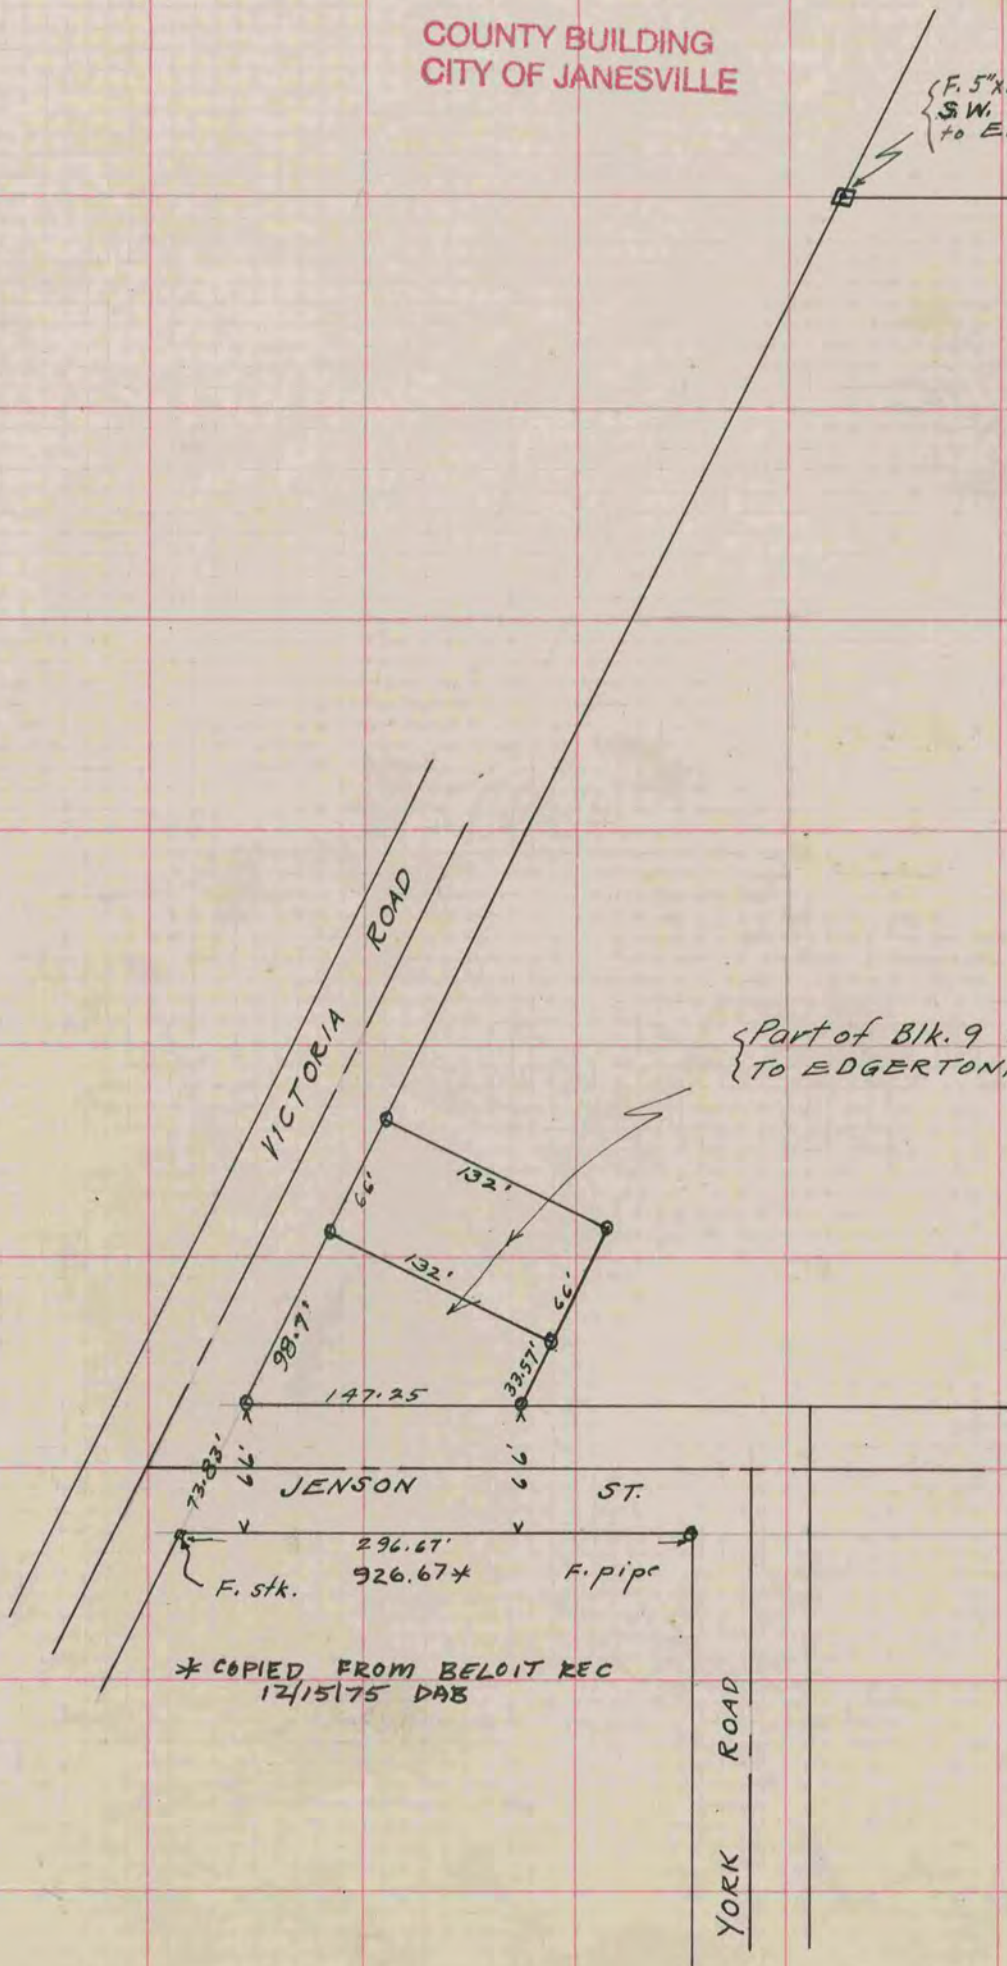 COUNTY BUILDING
CITY OF JANESVILLE
F. 5"x
S.W.
to E
VICTORIA ROAD
Part of Blk. 9
TO EDGERTON,
132'
66'
132'
66'
98.7'
33.57'
147.25
73.83'
66'
66'
JENSON ST.
296.67'
926.67*
F. stk.
F. pipe
* COPIED FROM BELOIT REC
12/15/75 DAB
YORK ROAD